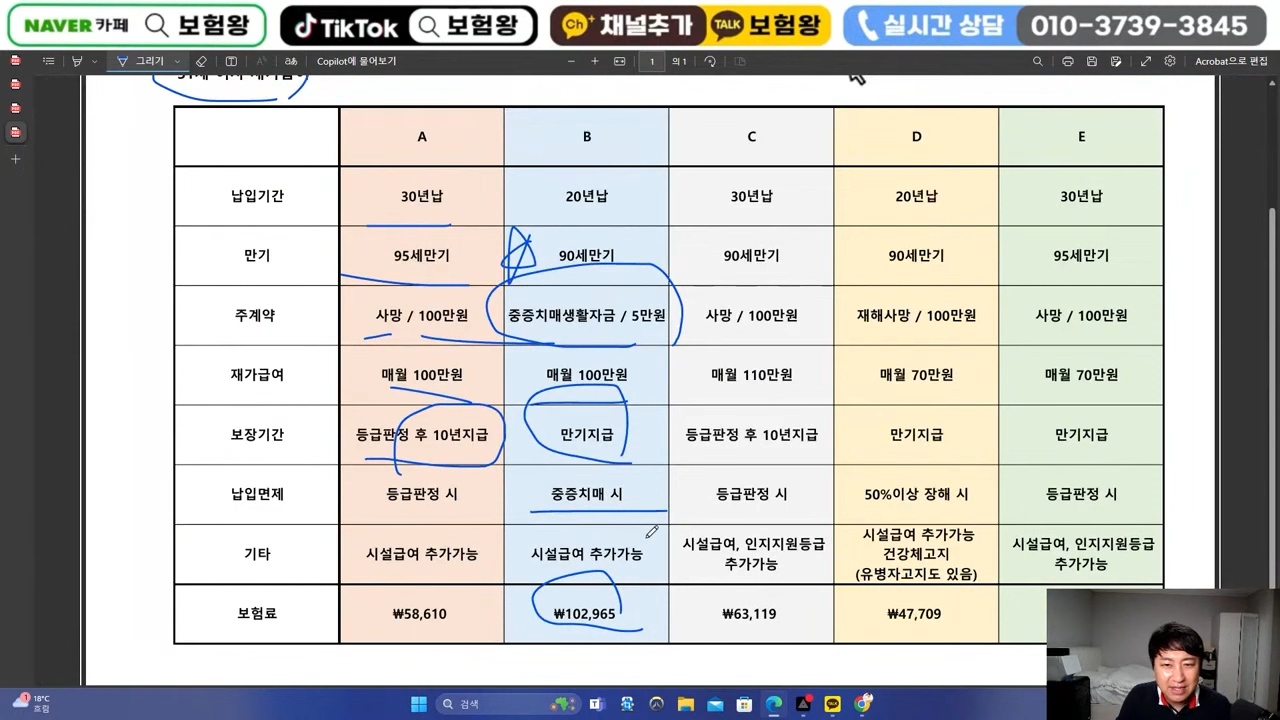 NAVER 카페 보험왕 TikTok 보험왕 Ch+ 채널추가 TALK 보험왕 실시간 상담 010-3739-3845
그리기 Copilot에 물어보기 1 의 1 Acrobat으로 편집
A B C D E
납입기간 30년납 20년납 30년납 20년납 30년납
만기 95세만기 90세만기 90세만기 90세만기 95세만기
주계약 사망 / 100만원 중증치매생활자금 / 5만원 사망 / 100만원 재해사망 / 100만원 사망 / 100만원
재가급여 매월 100만원 매월 100만원 매월 110만원 매월 70만원 매월 70만원
보장기간 등급판정 후 10년지급 만기지급 등급판정 후 10년지급 만기지급 만기지급
납입면제 등급판정 시 중증치매 시 등급판정 시 50%이상 장해 시 등급판정 시
기타 시설급여 추가가능 시설급여 추가가능 시설급여, 인지지원등급 추가가능 시설급여 추가가능 건강체고지 (유병자고지도 있음) 시설급여, 인지지원등급 추가가능
보험료 ₩58,610 ₩102,965 ₩63,119 ₩47,709
18°C
흐림
검색